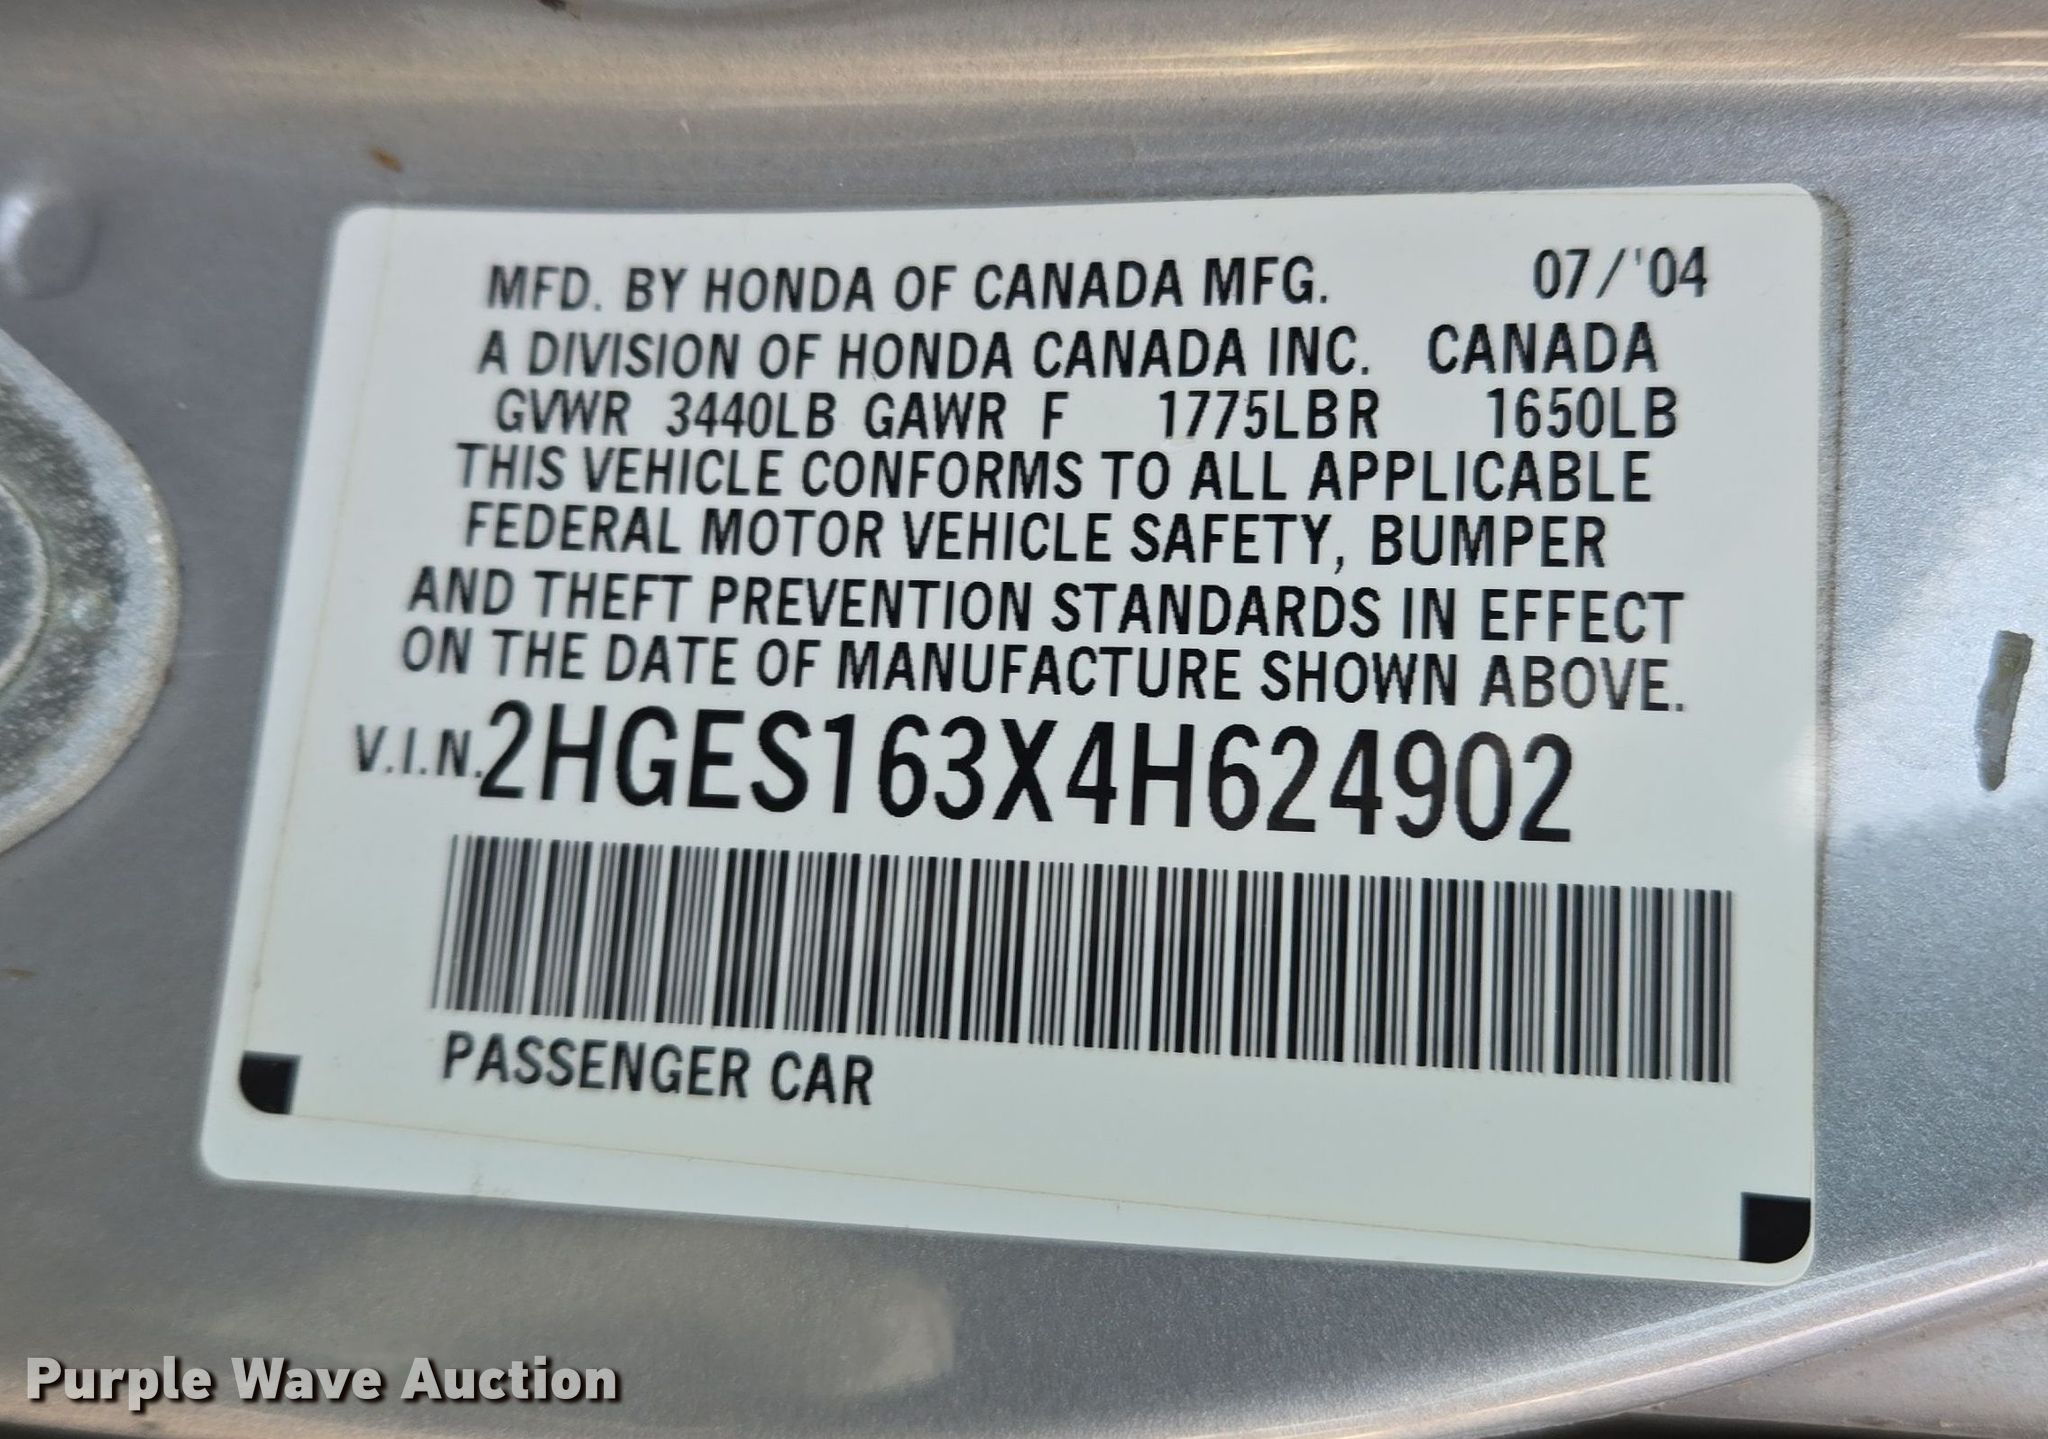 MFD. BY HONDA OF CANADA MFG. 07/'04
A DIVISION OF HONDA CANADA INC. CANADA
GVWR 3440LB GAWR F 1775LB R 1650LB
THIS VEHICLE CONFORMS TO ALL APPLICABLE
FEDERAL MOTOR VEHICLE SAFETY, BUMPER
AND THEFT PREVENTION STANDARDS IN EFFECT
ON THE DATE OF MANUFACTURE SHOWN ABOVE.
V.I.N. 2HGES163X4H624902
PASSENGER CAR
Purple Wave Auction